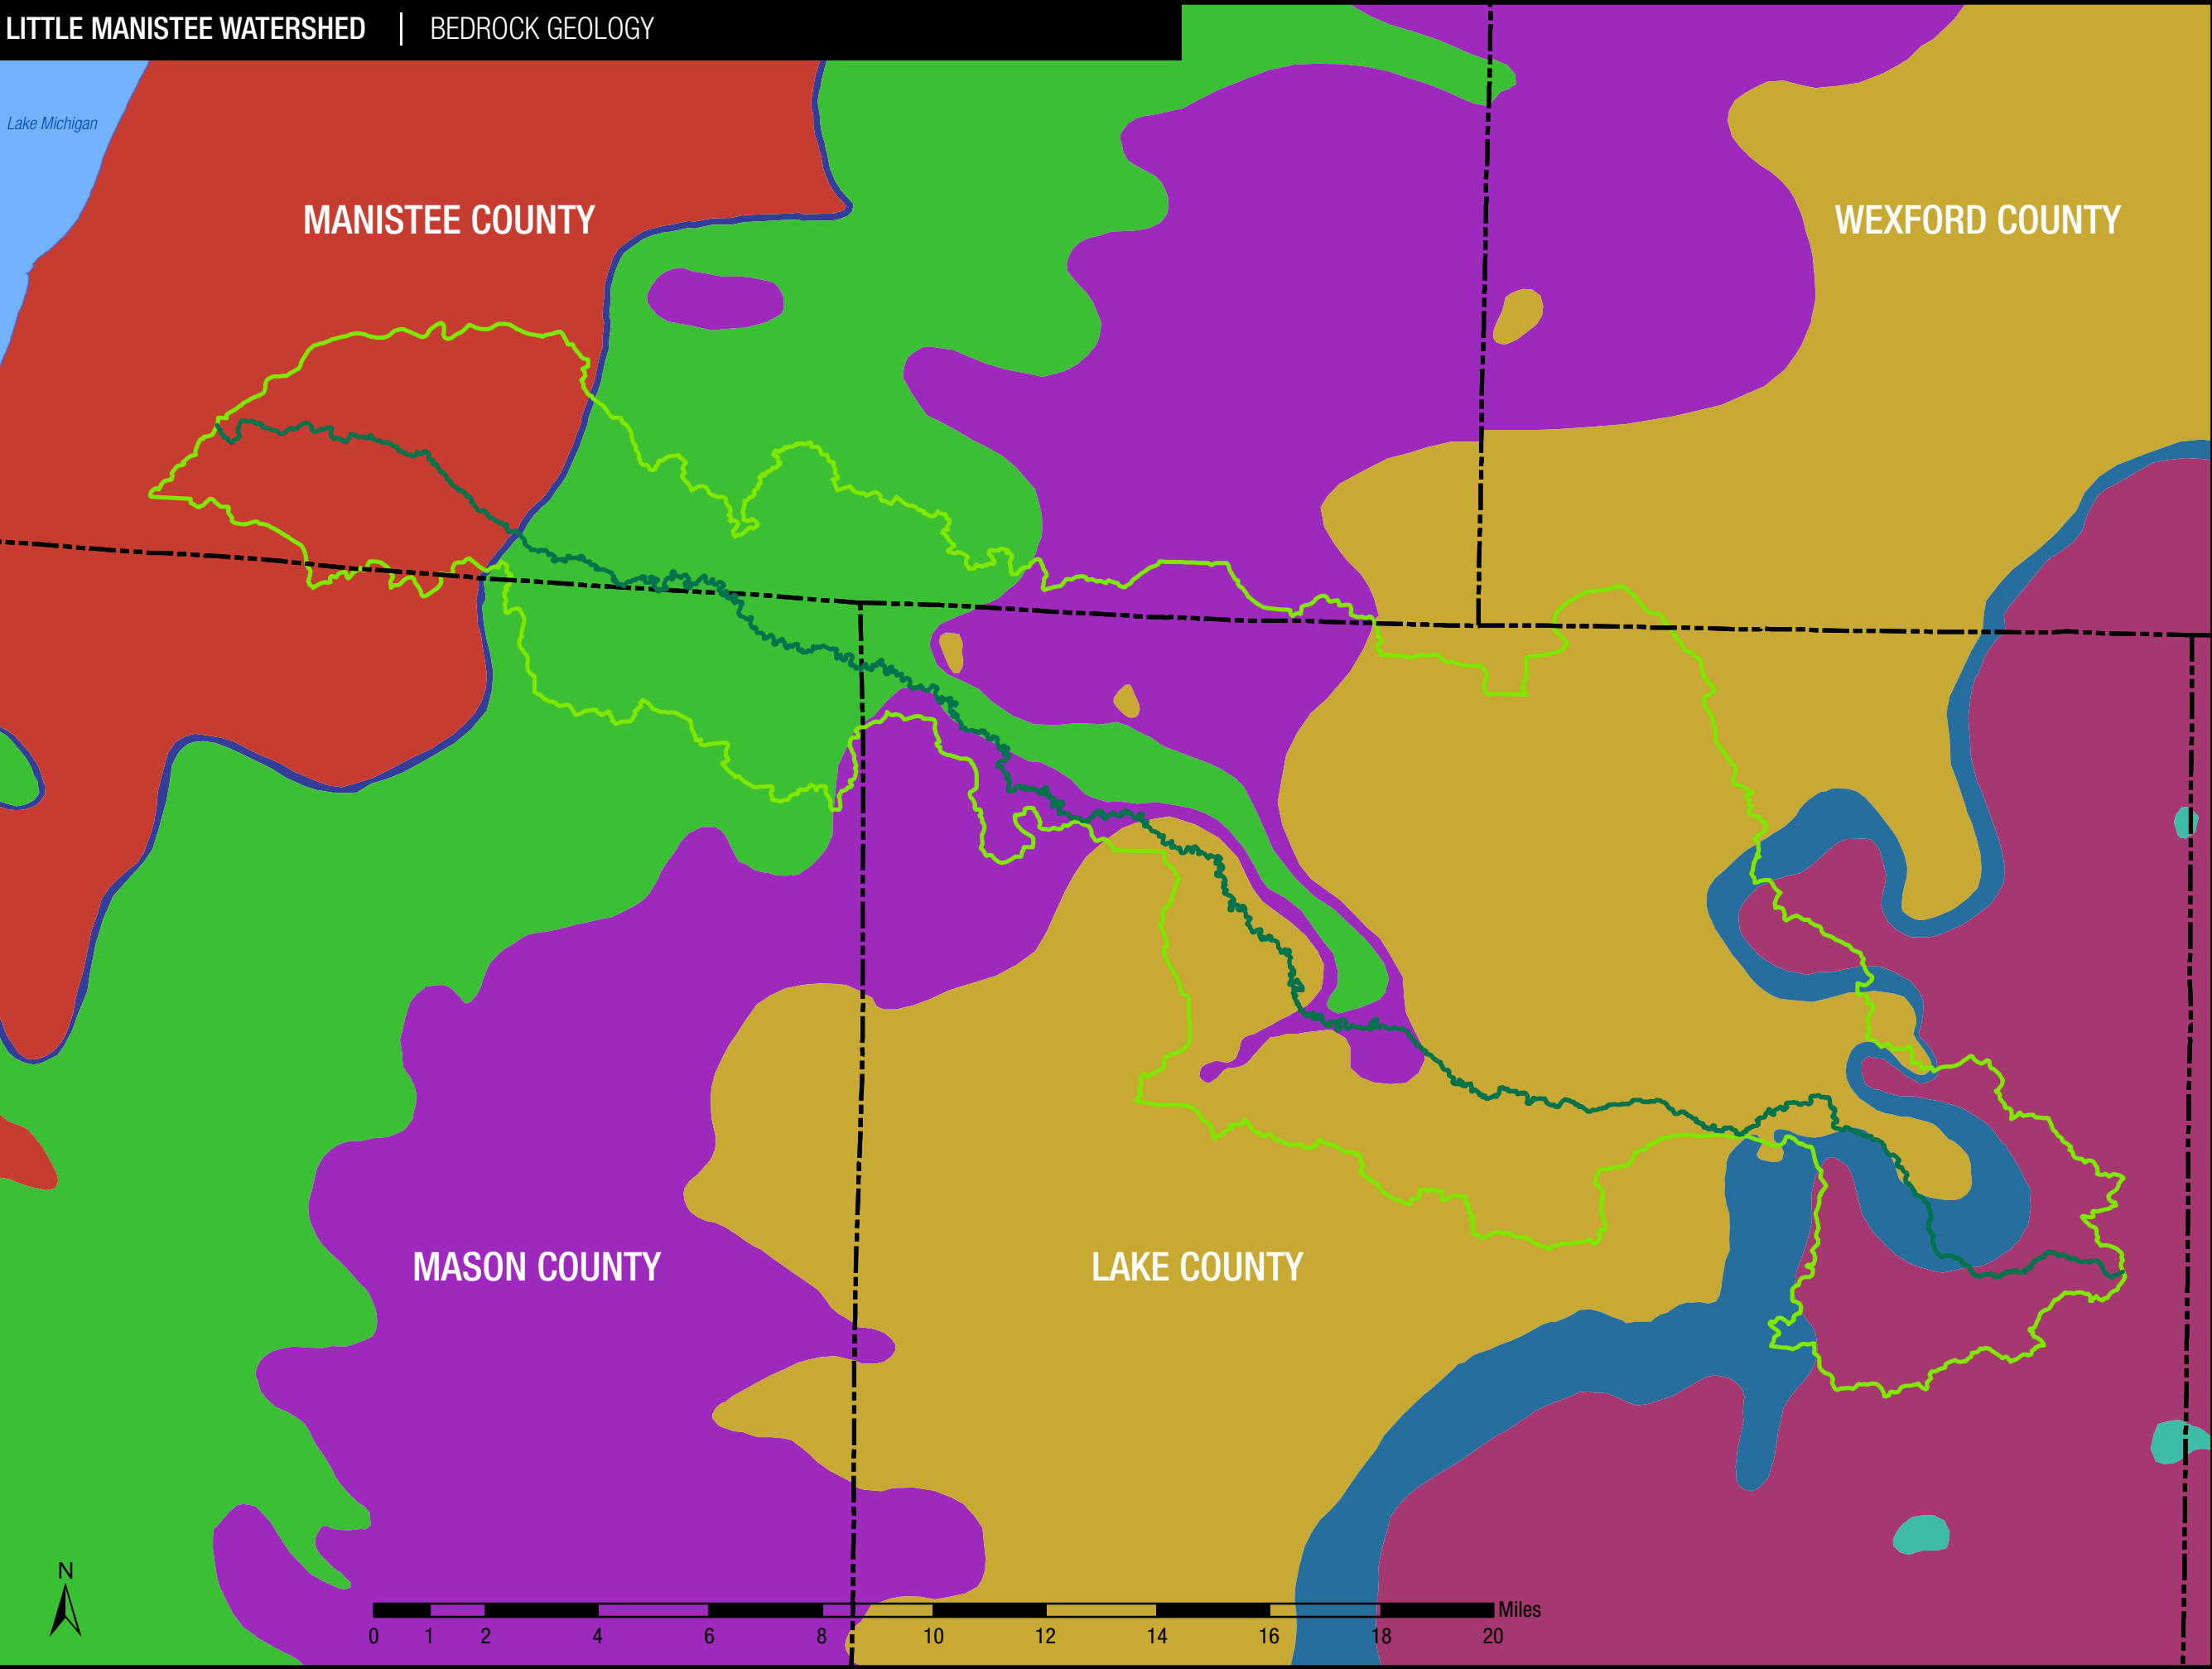 LITTLE MANISTEE WATERSHED | BEDROCK GEOLOGY
Lake Michigan
MANISTEE COUNTY
WEXFORD COUNTY
MASON COUNTY
LAKE COUNTY
N
Miles
0 1 2 4 6 8 10 12 14 16 18 20